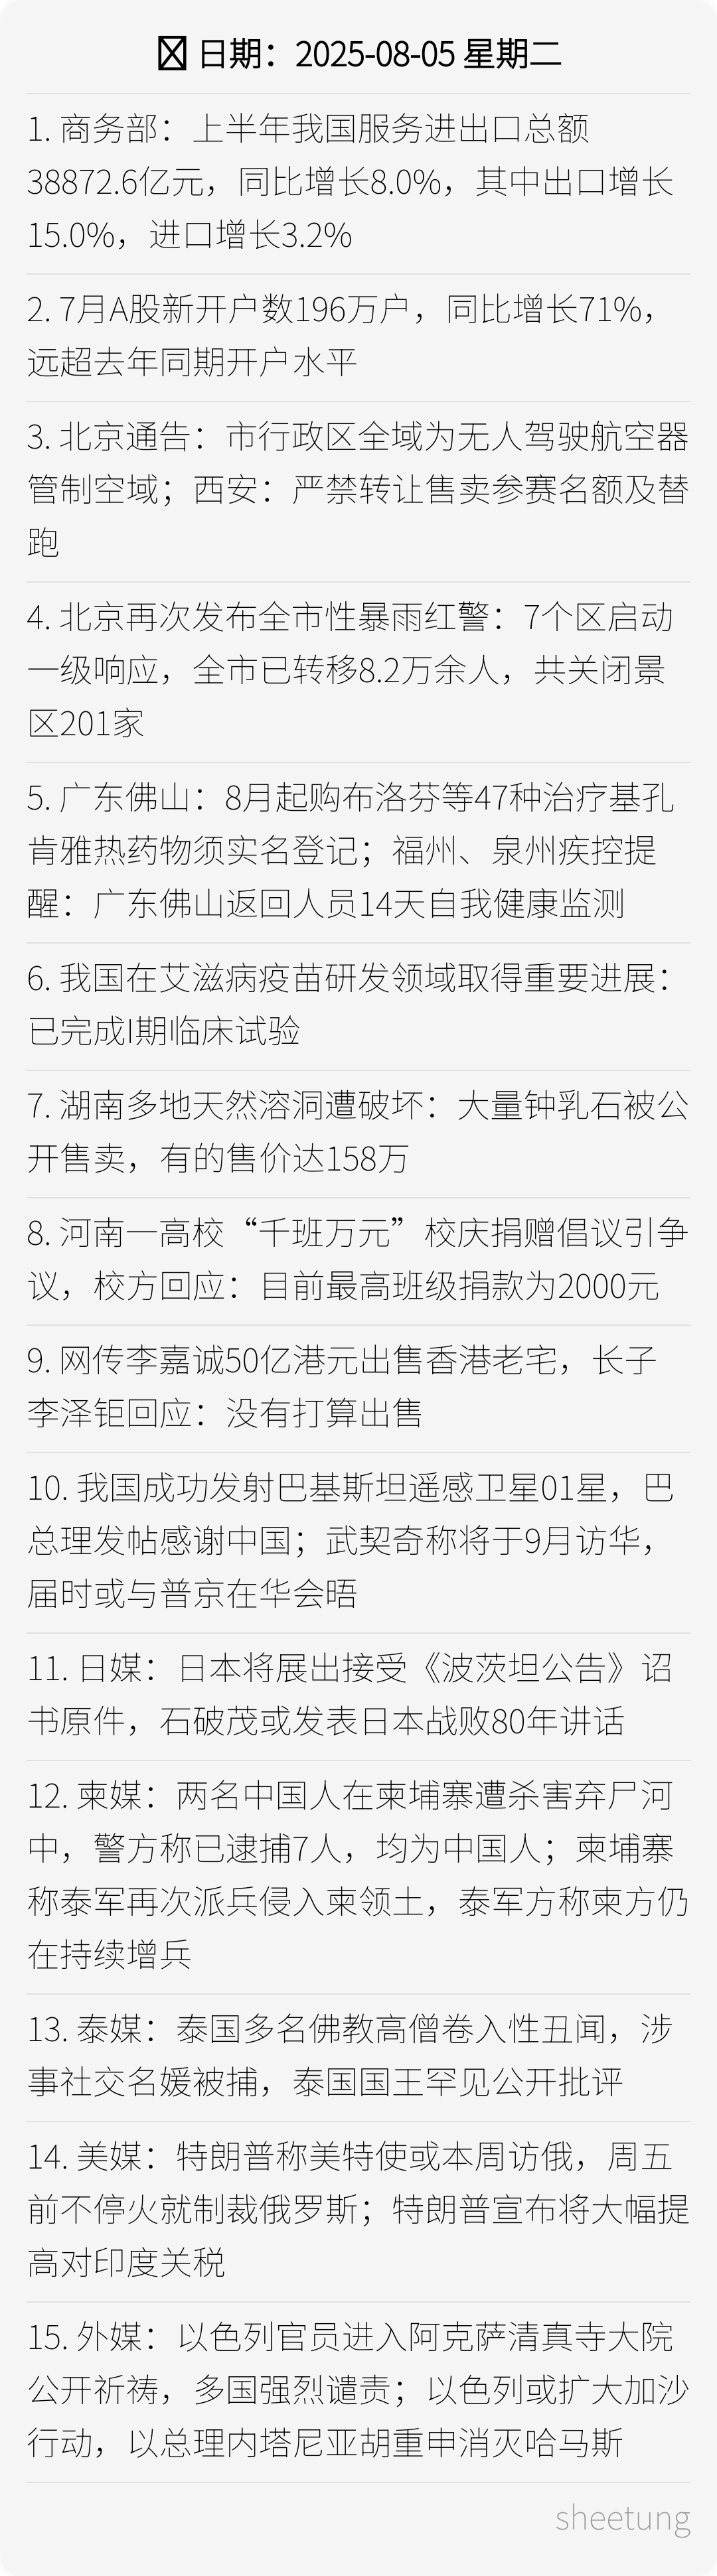 日期：2025-08-05 星期二
1. 商务部：上半年我国服务进出口总额
38872.6亿元，同比增长8.0%，其中出口增长
15.0%，进口增长3.2%
2. 7月A股新开户数196万户，同比增长71%，
远超去年同期开户水平
3. 北京通告：市行政区全域为无人驾驶航空器
管制空域；西安：严禁转让售卖参赛名额及替
跑
4. 北京再次发布全市性暴雨红警：7个区启动
一级响应，全市已转移8.2万余人，共关闭景
区201家
5. 广东佛山：8月起购布洛芬等47种治疗基孔
肯雅热药物须实名登记；福州、泉州疾控提
醒：广东佛山返回人员14天自我健康监测
6. 我国在艾滋病疫苗研发领域取得重要进展：
已完成I期临床试验
7. 湖南多地天然溶洞遭破坏：大量钟乳石被公
开售卖，有的售价达158万
8. 河南一高校“千班万元”校庆捐赠倡议引争
议，校方回应：目前最高班级捐款为2000元
9. 网传李嘉诚50亿港元出售香港老宅，长子
李泽钜回应：没有打算出售
10. 我国成功发射巴基斯坦遥感卫星01星，巴
总理发帖感谢中国；武契奇称将于9月访华，
届时或与普京在华会晤
11. 日媒：日本将展出接受《波茨坦公告》诏
书原件，石破茂或发表日本战败80年讲话
12. 柬媒：两名中国人在柬埔寨遭杀害弃尸河
中，警方称已逮捕7人，均为中国人；柬埔寨
称泰军再次派兵侵入柬领土，泰军方称柬方仍
在持续增兵
13. 泰媒：泰国多名佛教高僧卷入性丑闻，涉
事社交名媛被捕，泰国国王罕见公开批评
14. 美媒：特朗普称美特使或本周访俄，周五
前不停火就制裁俄罗斯；特朗普宣布将大幅提
高对印度关税
15. 外媒：以色列官员进入阿克萨清真寺大院
公开祈祷，多国强烈谴责；以色列或扩大加沙
行动，以总理内塔尼亚胡重申消灭哈马斯
sheetung